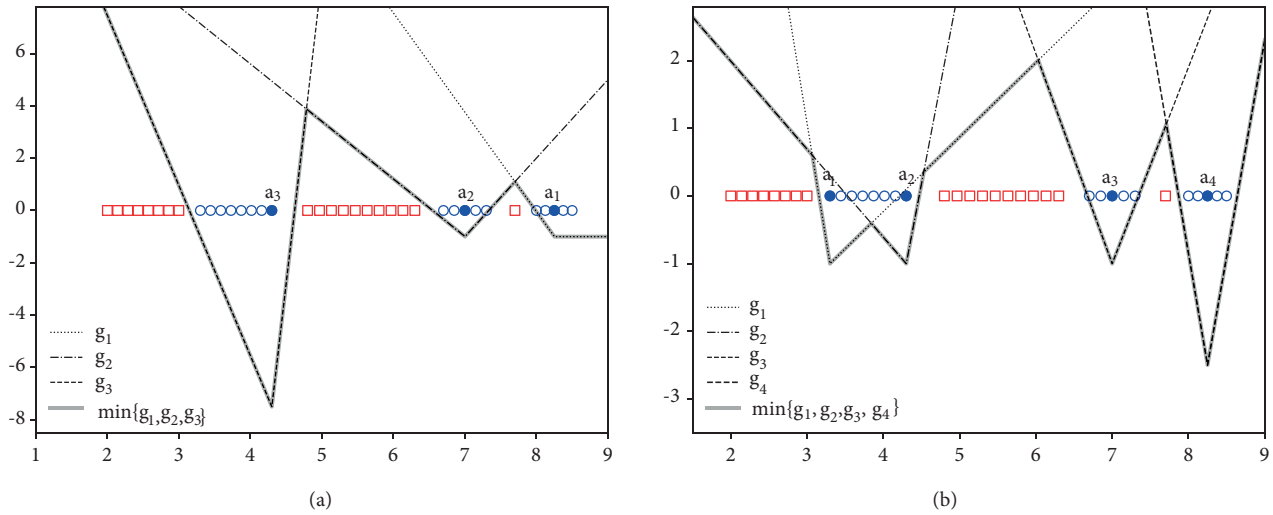 6
4
2
0
-2
-4
-6
-8
a₃
a₂
a₁
g₁
g₂
g₃
min{g₁,g₂,g₃}
1 2 3 4 5 6 7 8 9
(a)
2
1
0
-1
-2
-3
a₁
a₂
a₃
a₄
g₁
g₂
g₃
g₄
min{g₁, g₂,g₃, g₄}
2 3 4 5 6 7 8 9
(b)